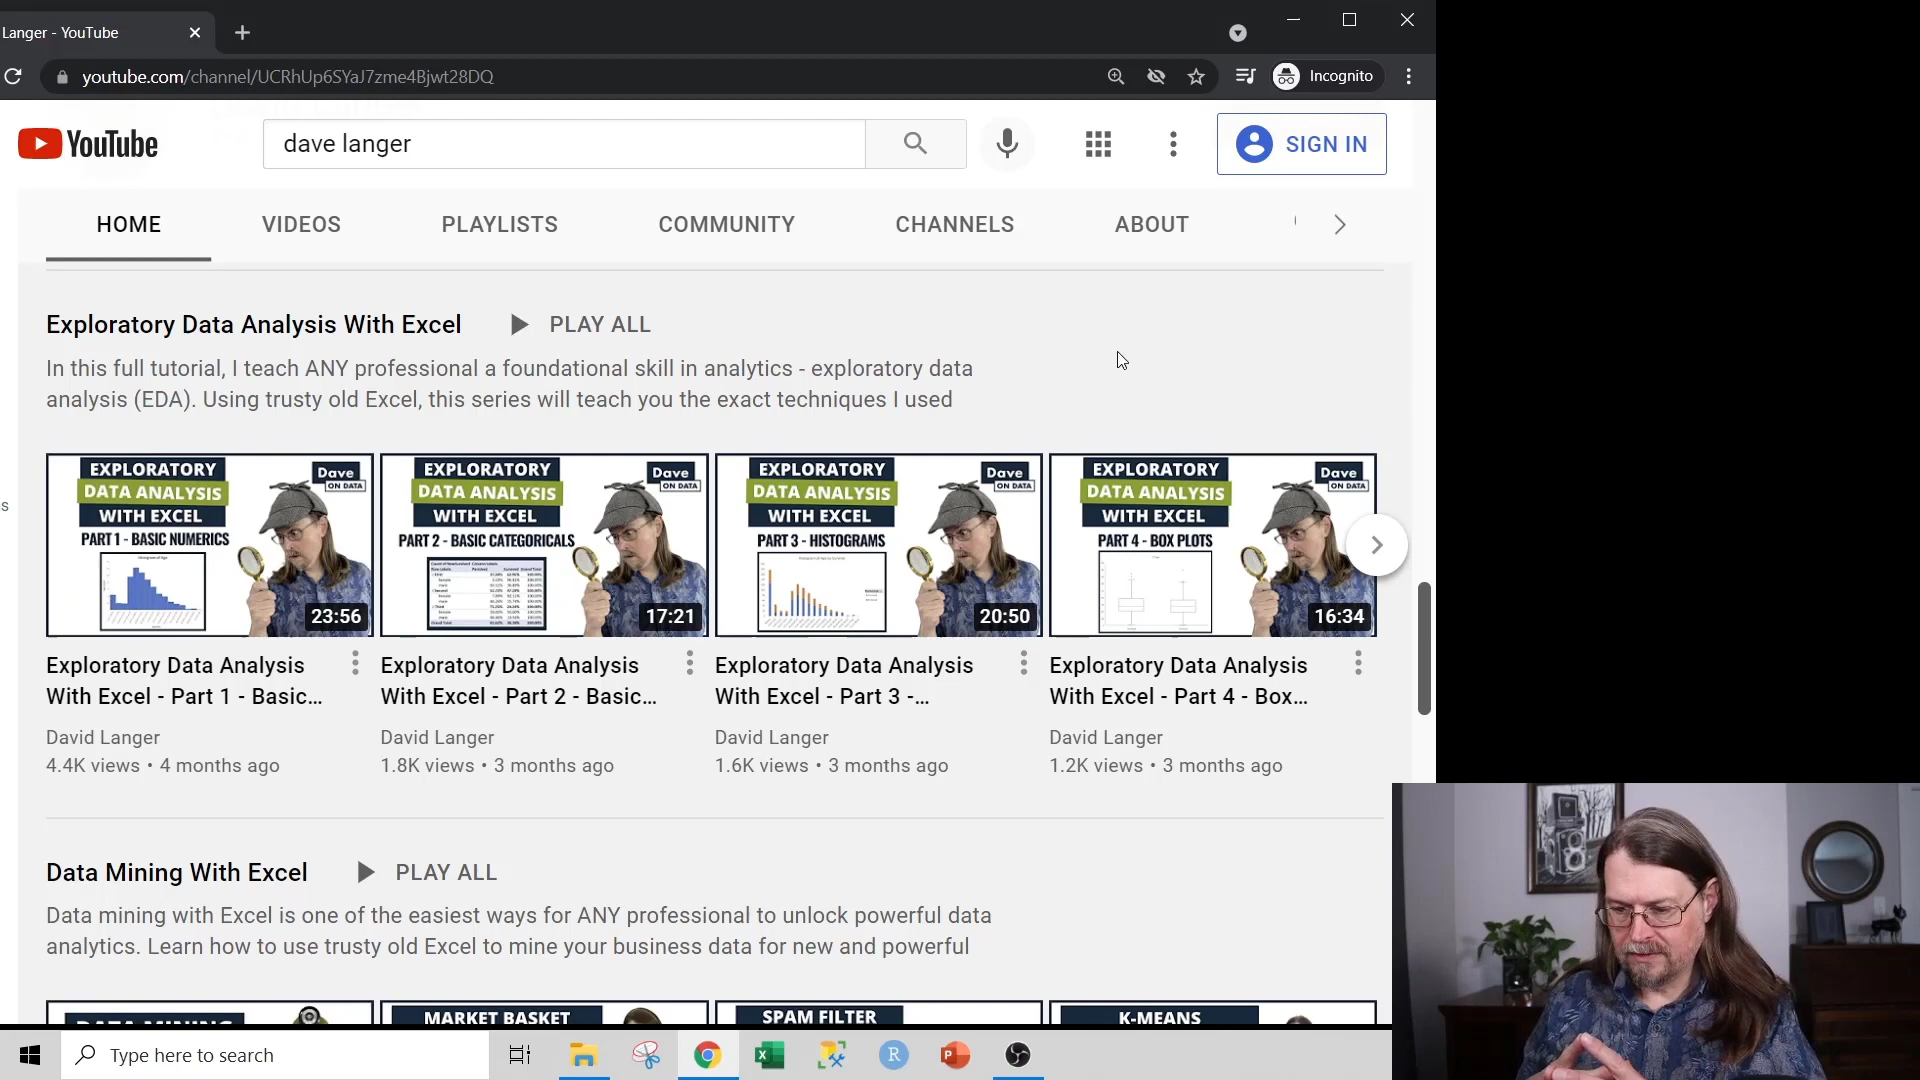 Langer - YouTube
youtube.com/channel/UCRhUp6SYaJ7zme4Bjwt28DQ
Incognito
YouTube
dave langer
SIGN IN
HOME
VIDEOS
PLAYLISTS
COMMUNITY
CHANNELS
ABOUT
Exploratory Data Analysis With Excel
PLAY ALL
In this full tutorial, I teach ANY professional a foundational skill in analytics - exploratory data
analysis (EDA). Using trusty old Excel, this series will teach you the exact techniques I used
s
EXPLORATORY
DATA ANALYSIS
WITH EXCEL
PART 1 - BASIC NUMERICS
Dave
ON DATA
23:56
EXPLORATORY
DATA ANALYSIS
WITH EXCEL
PART 2 - BASIC CATEGORICALS
Dave
ON DATA
17:21
EXPLORATORY
DATA ANALYSIS
WITH EXCEL
PART 3 - HISTOGRAMS
Dave
ON DATA
20:50
EXPLORATORY
DATA ANALYSIS
WITH EXCEL
PART 4 - BOX PLOTS
Dave
ON DATA
16:34
Exploratory Data Analysis
With Excel - Part 1 - Basic...
David Langer
4.4K views • 4 months ago
Exploratory Data Analysis
With Excel - Part 2 - Basic...
David Langer
1.8K views • 3 months ago
Exploratory Data Analysis
With Excel - Part 3 -...
David Langer
1.6K views • 3 months ago
Exploratory Data Analysis
With Excel - Part 4 - Box...
David Langer
1.2K views • 3 months ago
Data Mining With Excel
PLAY ALL
Data mining with Excel is one of the easiest ways for ANY professional to unlock powerful data
analytics. Learn how to use trusty old Excel to mine your business data for new and powerful
DATA MINING
MARKET BASKET
SPAM FILTER
K-MEANS
Type here to search